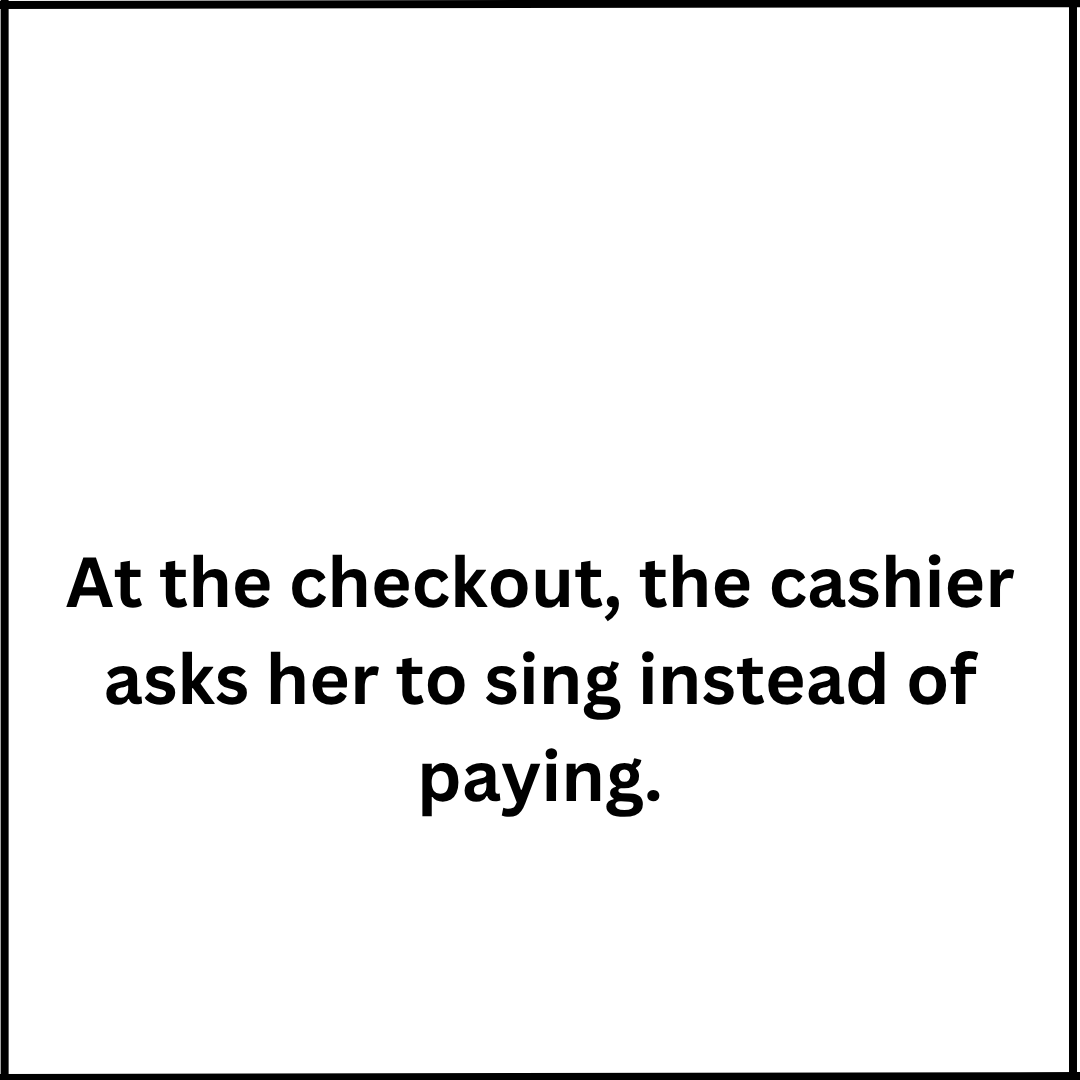 At the checkout, the cashier
asks her to sing instead of
paying.